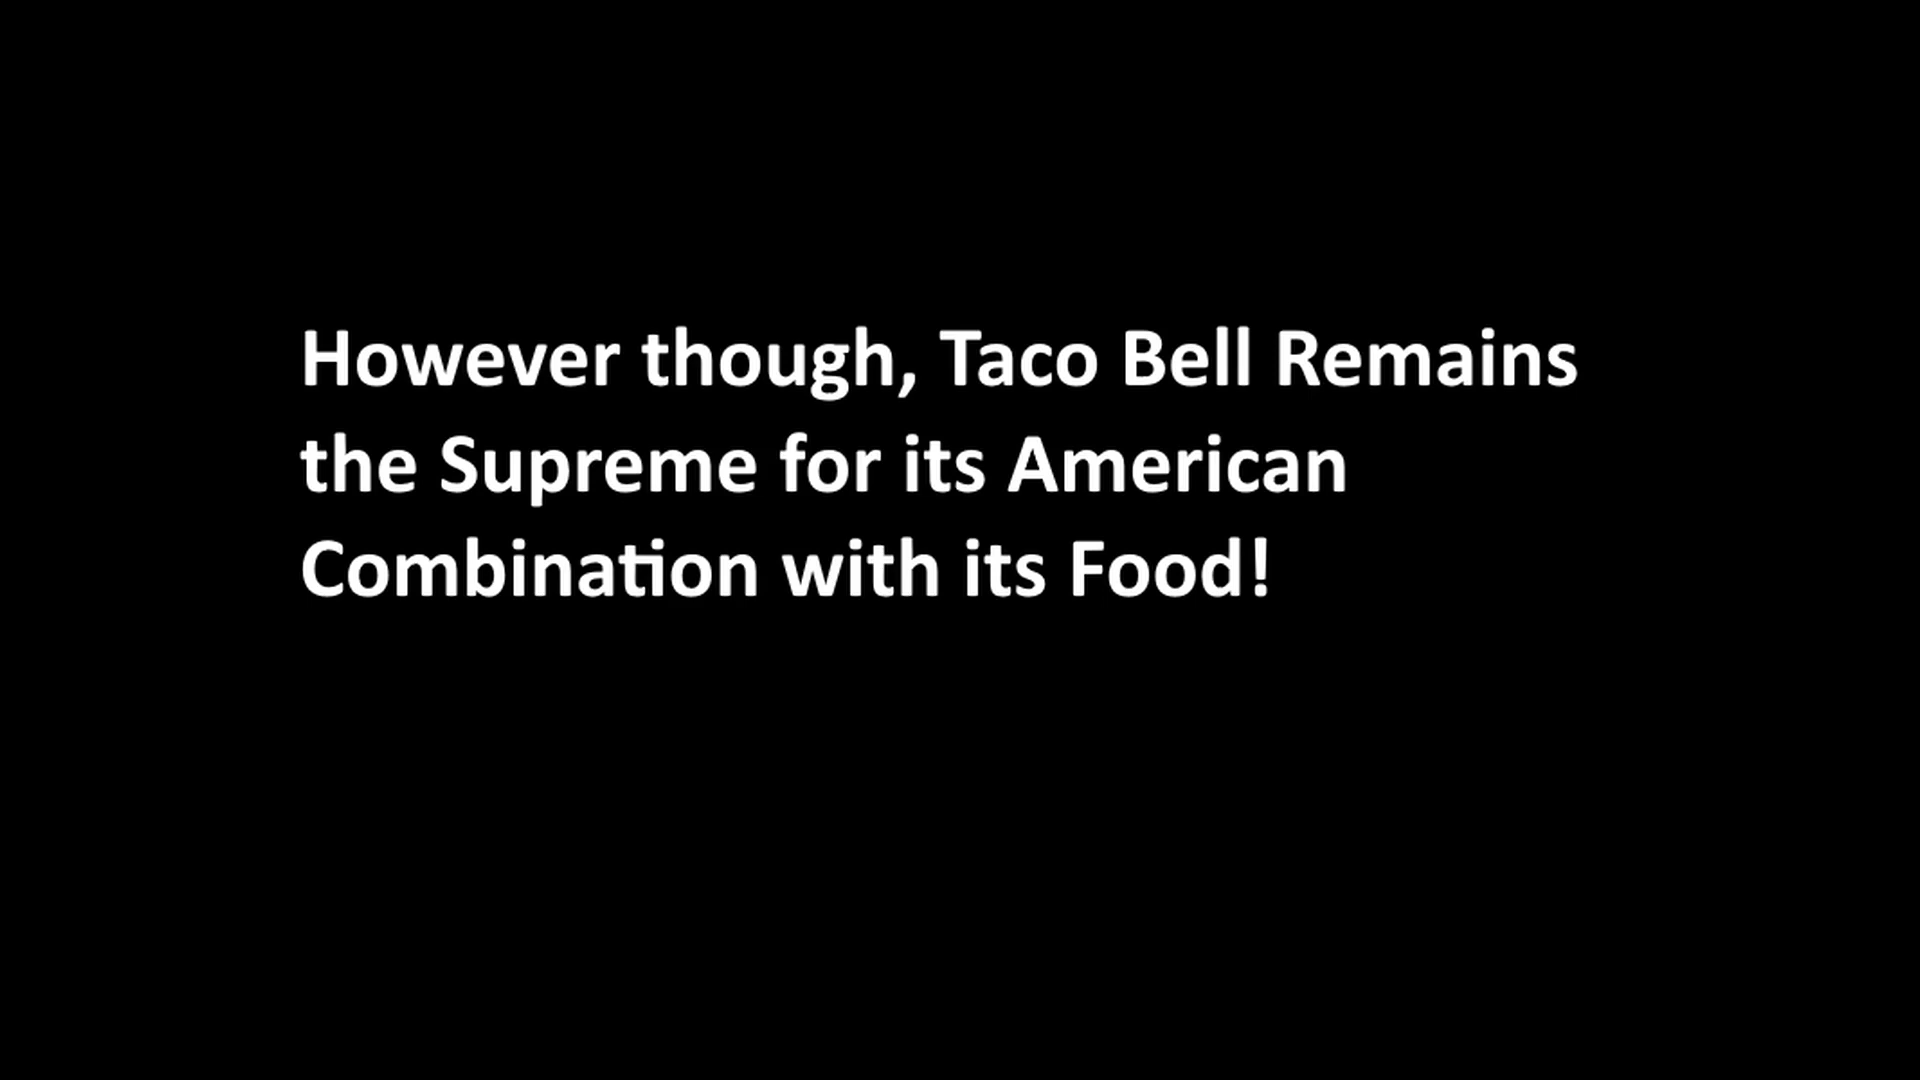 However though, Taco Bell Remains
the Supreme for its American
Combination with its Food!